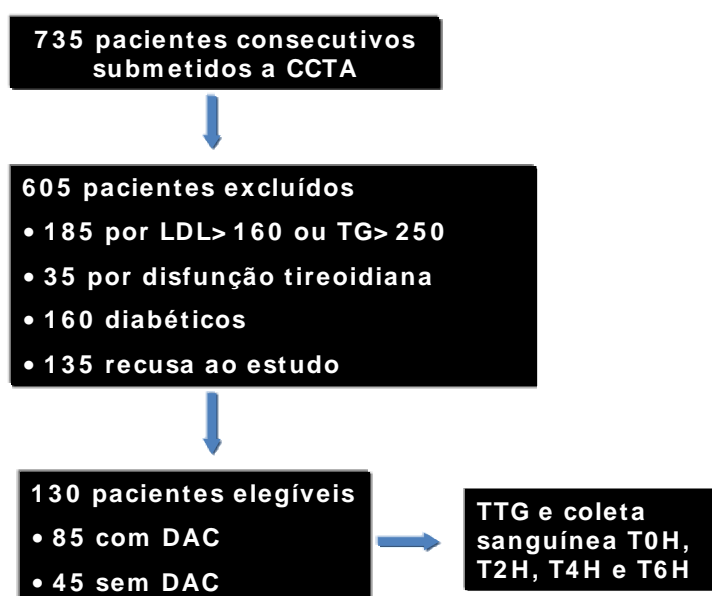 735 pacientes consecutivos
submetidos a CCTA
605 pacientes excluídos
• 185 por LDL> 160 ou TG> 250
• 35 por disfunção tireoidiana
• 160 diabéticos
• 135 recusa ao estudo
130 pacientes elegíveis
• 85 com DAC
• 45 sem DAC
TTG e coleta
sanguínea T0H,
T2H, T4H e T6H